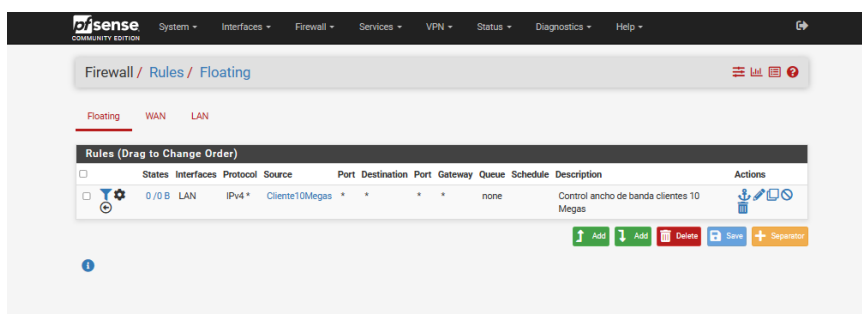 pfsense System Interfaces Firewall Services VPN Status Diagnostics Help
COMMUNITY EDITION
Firewall / Rules / Floating
Floating WAN LAN
Rules (Drag to Change Order)
States Interfaces Protocol Source Port Destination Port Gateway Queue Schedule Description Actions
0 /0 B LAN IPv4 * Cliente10Megas * * * * none Control ancho de banda clientes 10
Megas
Add Add Delete Save Separator